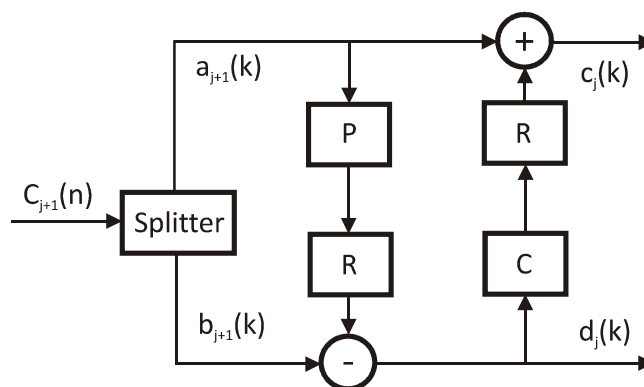 +
a_{j+1}(k)
c_j(k)
P
R
C_{j+1}(n)
Splitter
R
C
b_{j+1}(k)
d_j(k)
-